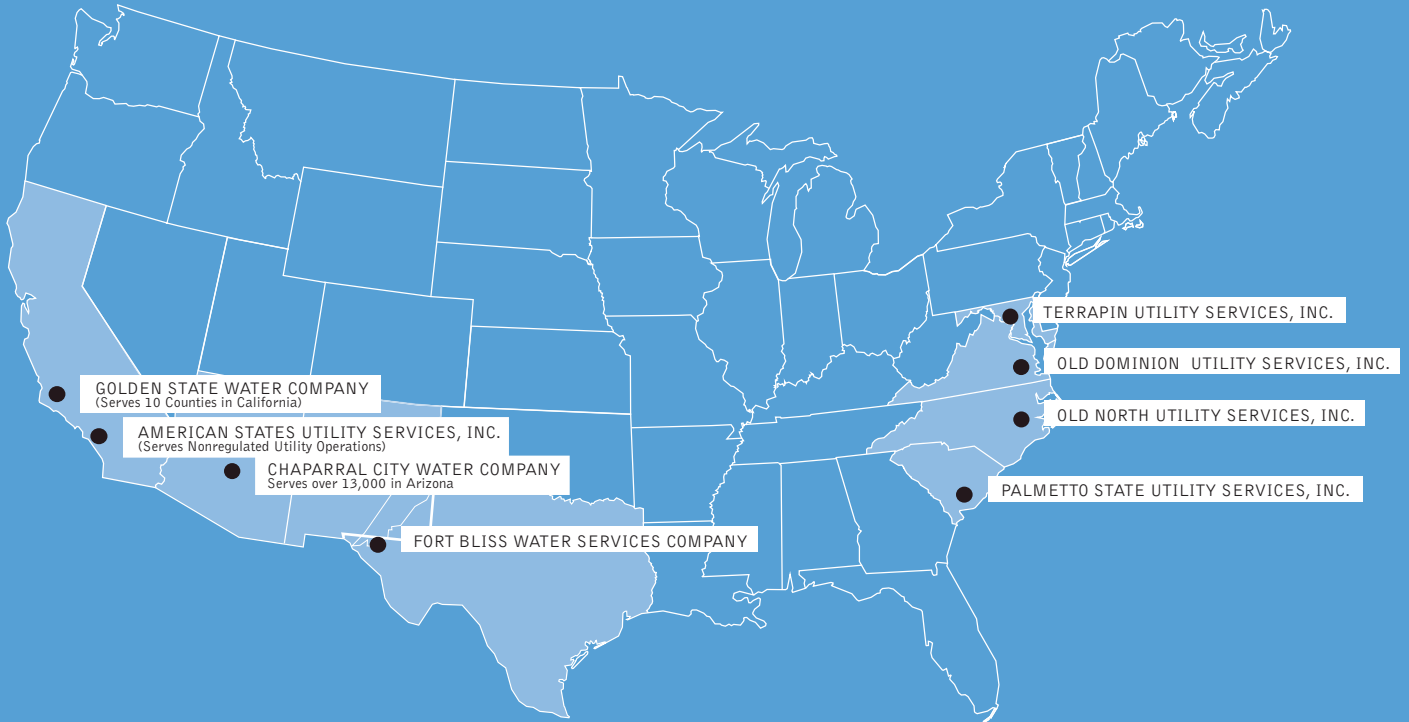 GOLDEN STATE WATER COMPANY
(Serves 10 Counties in California)
AMERICAN STATES UTILITY SERVICES, INC.
(Serves Nonregulated Utility Operations)
CHAPARRAL CITY WATER COMPANY
Serves over 13,000 in Arizona
FORT BLISS WATER SERVICES COMPANY
TERRAPIN UTILITY SERVICES, INC.
OLD DOMINION UTILITY SERVICES, INC.
OLD NORTH UTILITY SERVICES, INC.
PALMETTO STATE UTILITY SERVICES, INC.